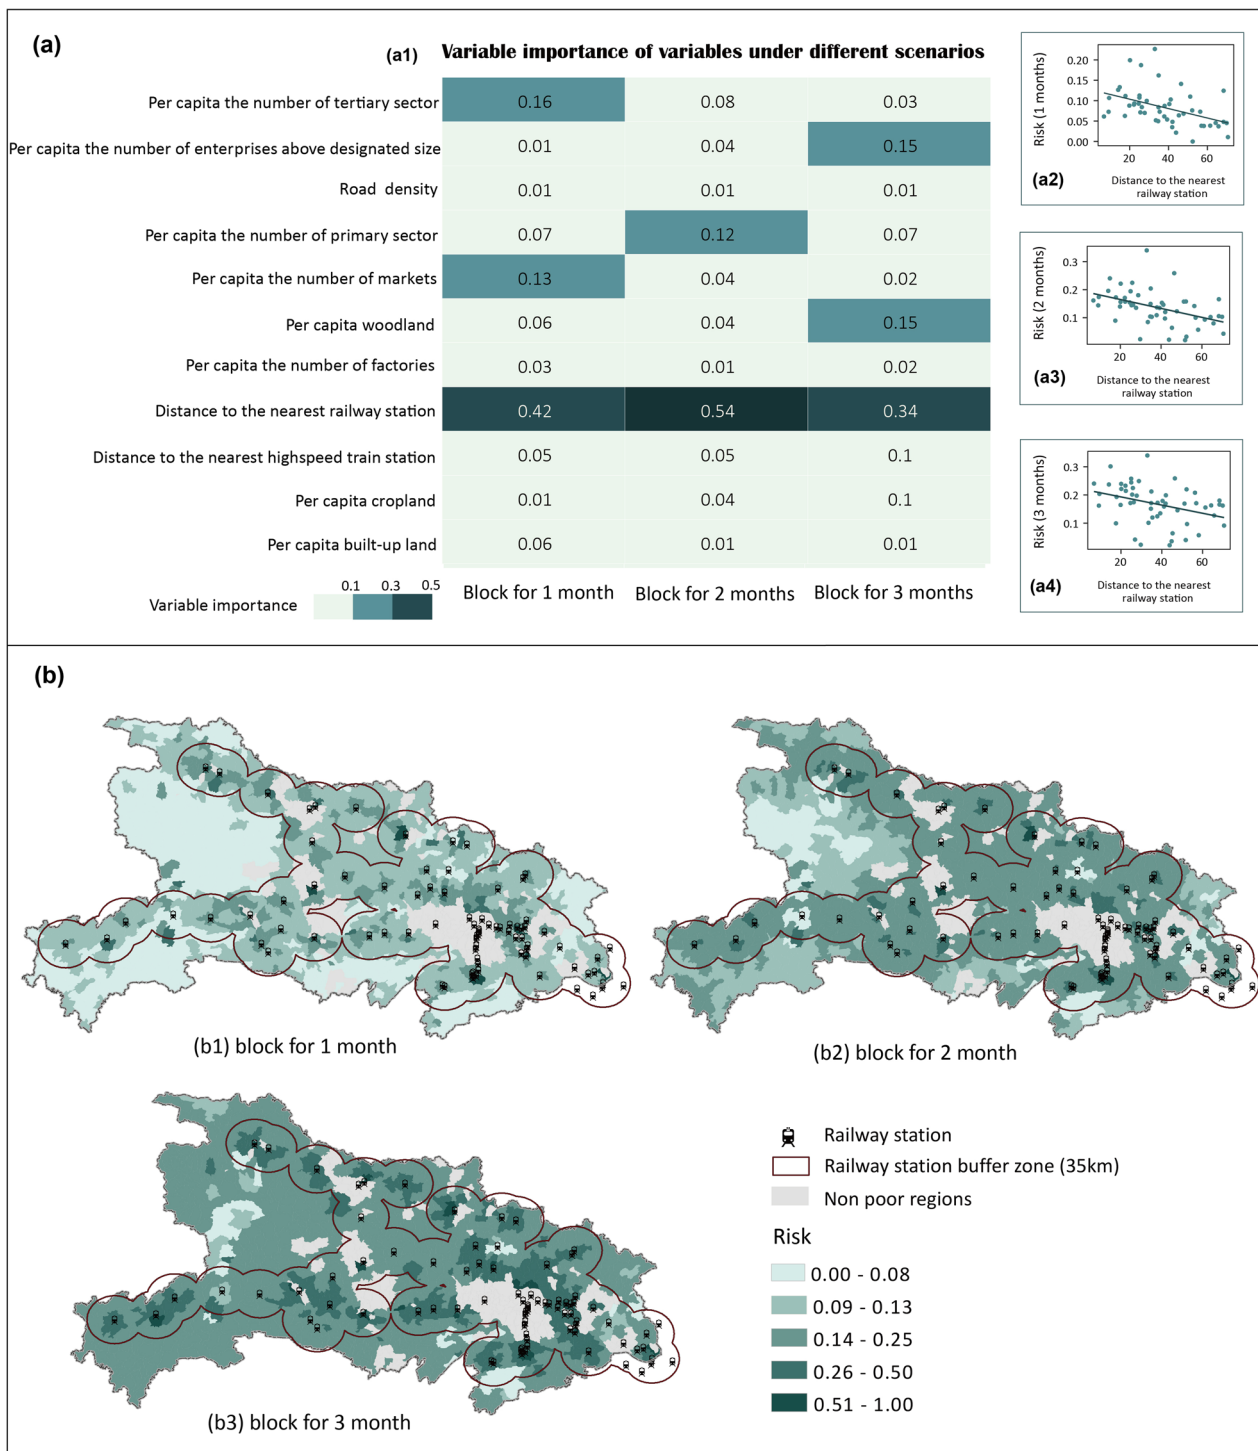 (a)
(a1)
Variable importance of variables under different scenarios
Per capita the number of tertiary sector 0.16 0.08 0.03
Per capita the number of enterprises above designated size 0.01 0.04 0.15
Road density 0.01 0.01 0.01
Per capita the number of primary sector 0.07 0.12 0.07
Per capita the number of markets 0.13 0.04 0.02
Per capita woodland 0.06 0.04 0.15
Per capita the number of factories 0.03 0.01 0.02
Distance to the nearest railway station 0.42 0.54 0.34
Distance to the nearest highspeed train station 0.05 0.05 0.1
Per capita cropland 0.01 0.04 0.1
Per capita built-up land 0.06 0.01 0.01
Block for 1 month Block for 2 months Block for 3 months
Variable importance
0.1 0.3 0.5
Risk (1 months)
0.20
0.15
0.10
0.05
0.00
20 40 60
(a2)
Distance to the nearest
railway station
Risk (2 months)
0.3
0.2
0.1
20 40 60
(a3)
Distance to the nearest
railway station
Risk (3 months)
0.3
0.2
0.1
20 40 60
(a4)
Distance to the nearest
railway station
(b)
(b1) block for 1 month
(b2) block for 2 month
(b3) block for 3 month
Railway station
Railway station buffer zone (35km)
Non poor regions
Risk
0.00 - 0.08
0.09 - 0.13
0.14 - 0.25
0.26 - 0.50
0.51 - 1.00